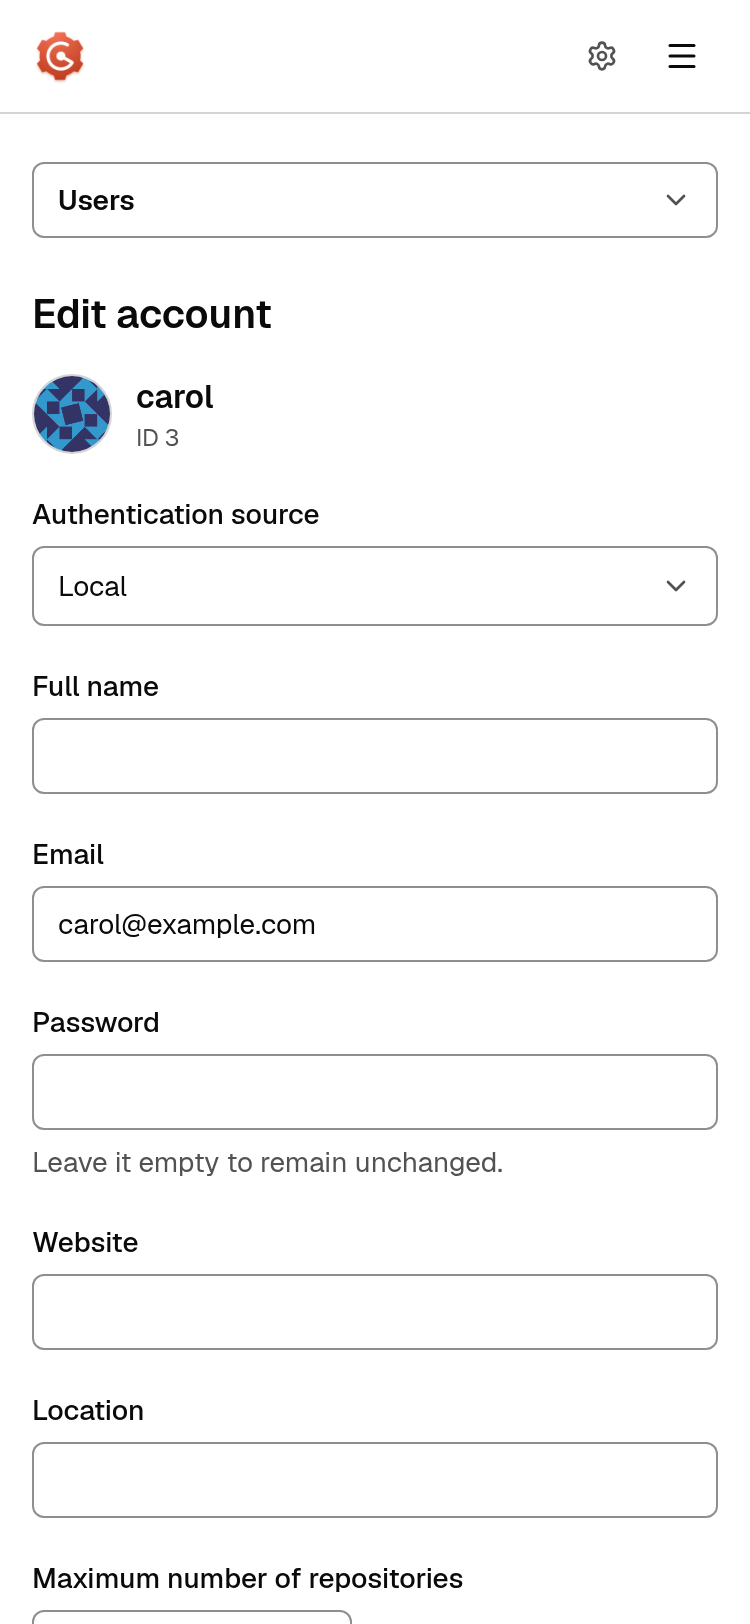 Users
Edit account
carol
ID 3
Authentication source
Local
Full name
Email
carol@example.com
Password
Leave it empty to remain unchanged.
Website
Location
Maximum number of repositories